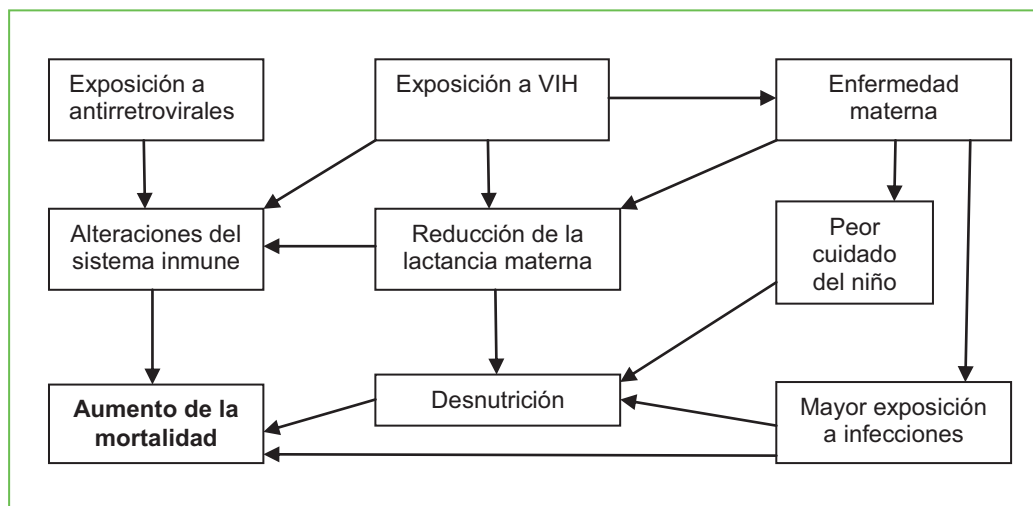 Exposición a
antirretrovirales
Exposición a VIH
Enfermedad
materna
Alteraciones del
sistema inmune
Reducción de la
lactancia materna
Peor
cuidado
del niño
Aumento de la
mortalidad
Desnutrición
Mayor exposición
a infecciones